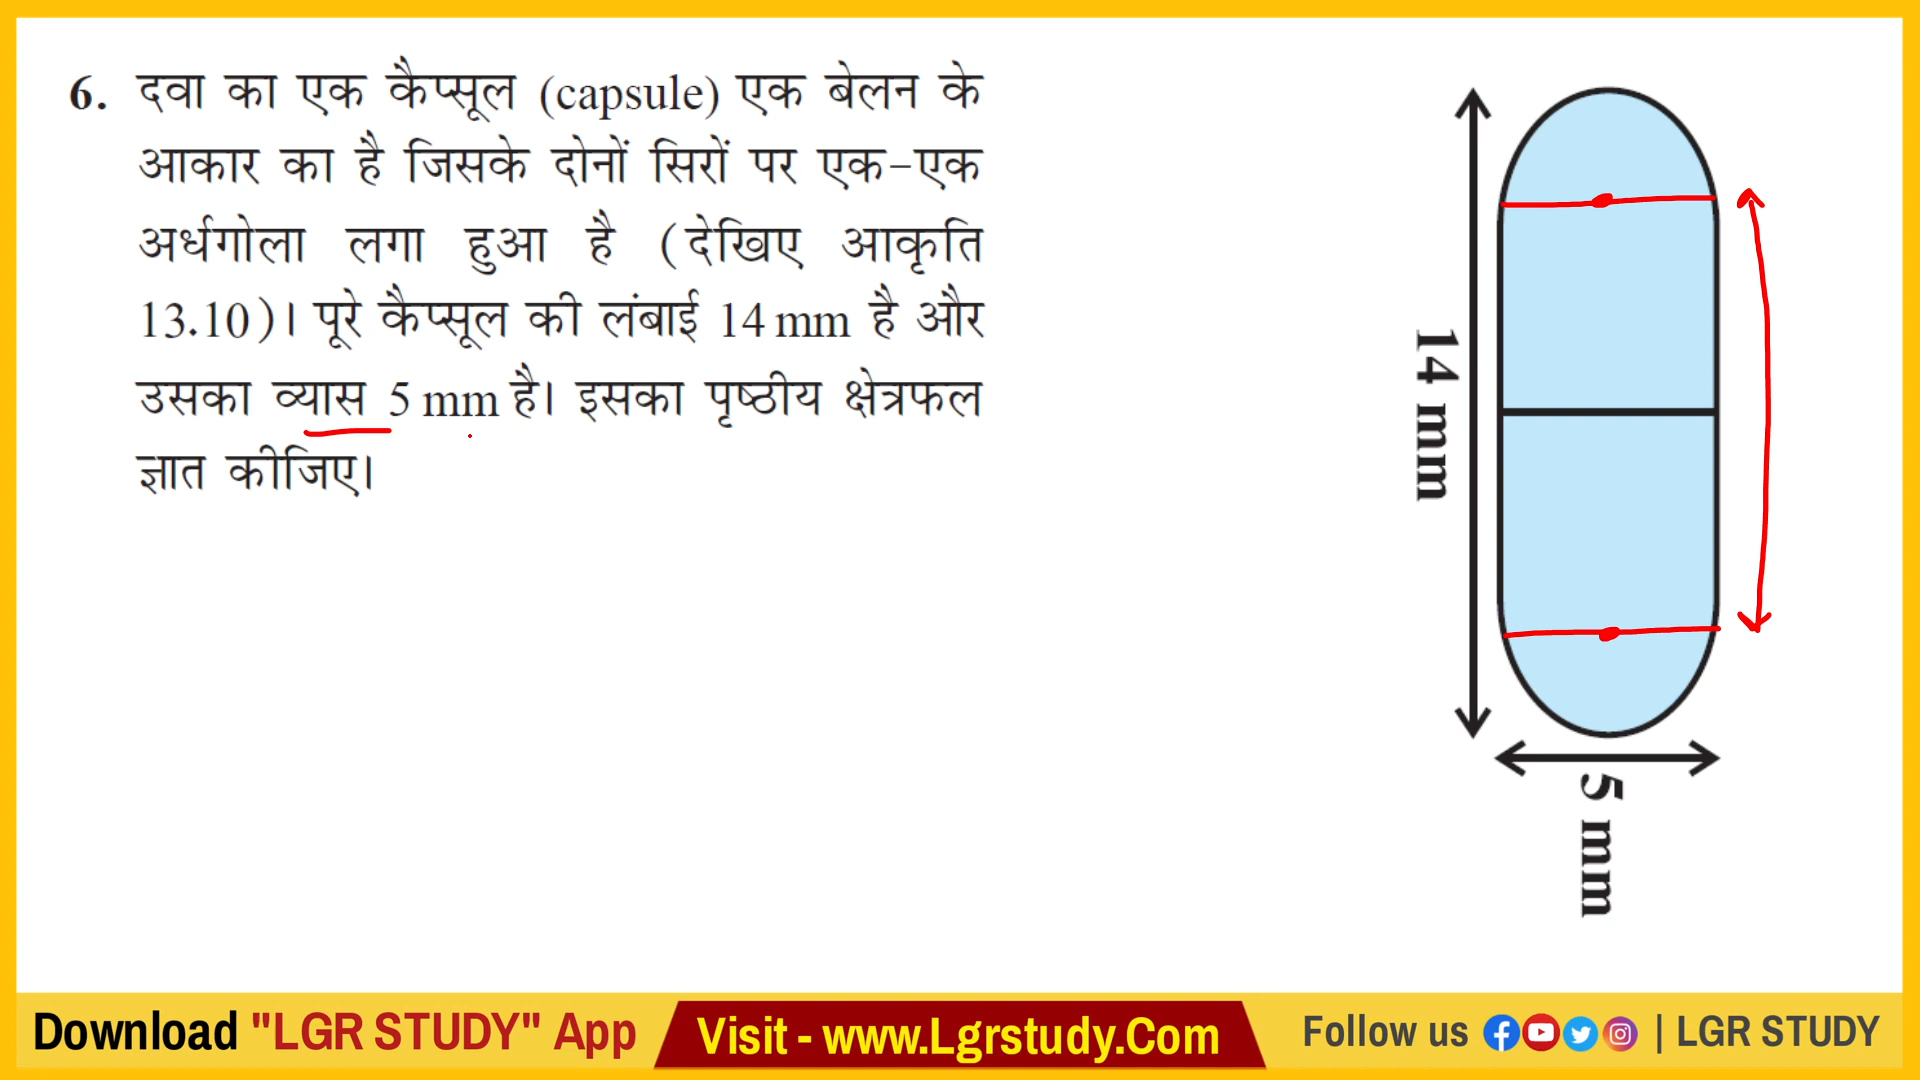 6. दवा का एक कैप्सूल (capsule) एक बेलन के
आकार का है जिसके दोनों सिरों पर एक-एक
अर्धगोला लगा हुआ है (देखिए आकृति
13.10)। पूरे कैप्सूल की लंबाई 14 mm है और
उसका व्यास 5 mm है। इसका पृष्ठीय क्षेत्रफल
ज्ञात कीजिए।
14 mm
5 mm
Download "LGR STUDY" App
Visit - www.Lgrstudy.Com
Follow us | LGR STUDY